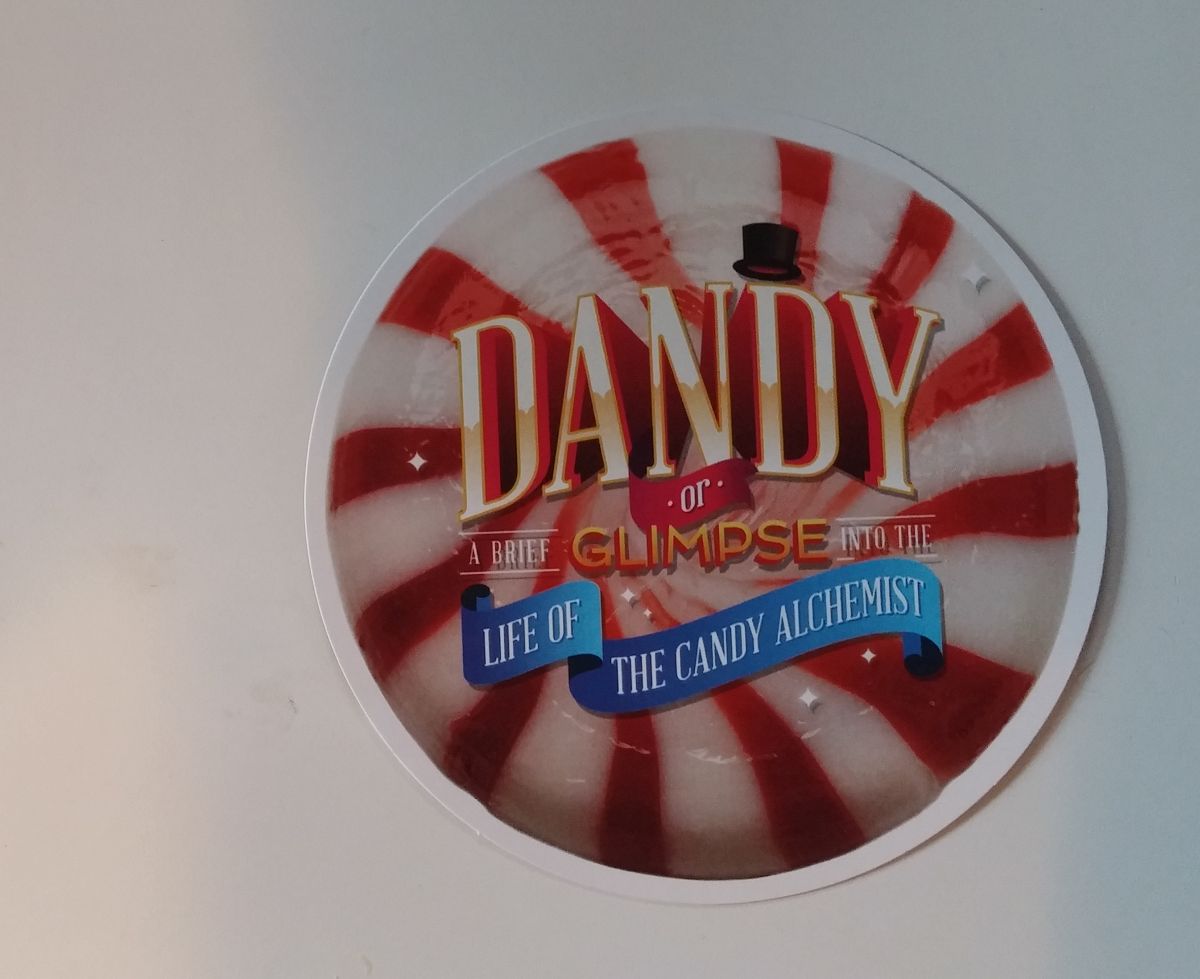 DANDY
· or ·
A BRIEF GLIMPSE INTO THE
LIFE OF
THE CANDY ALCHEMIST